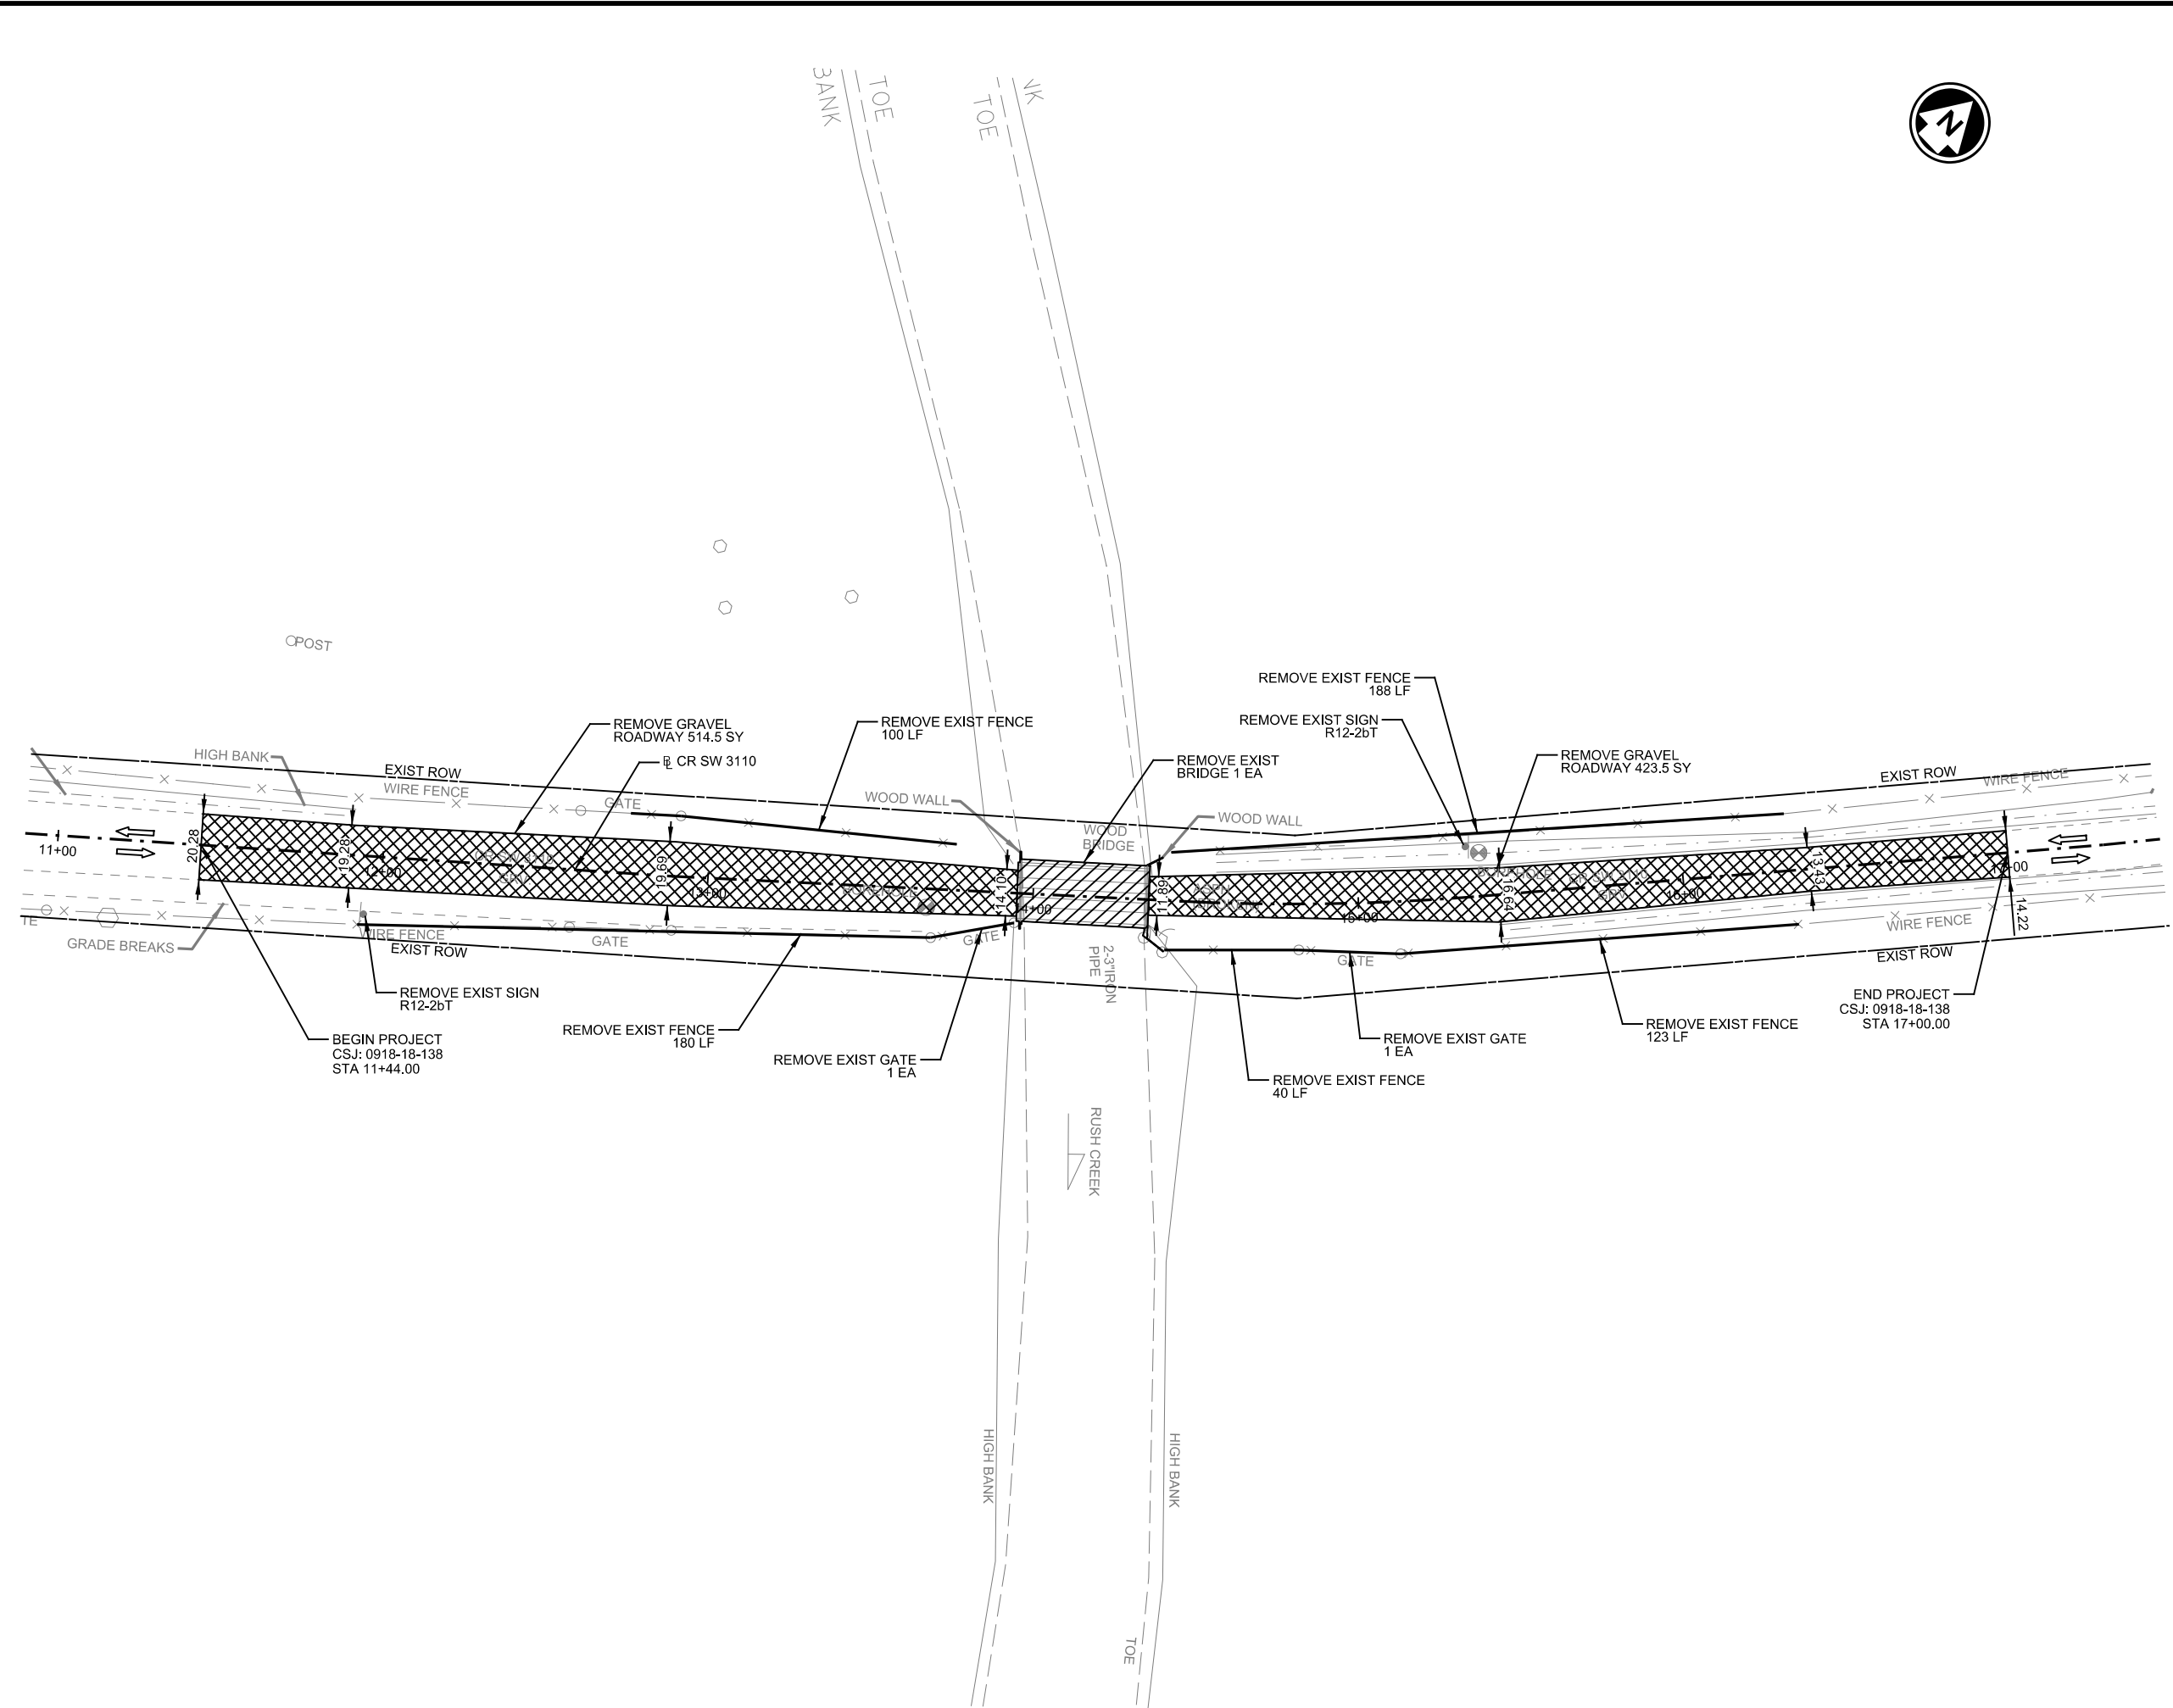 BANK
TOE
TOE
NK
N
POST
REMOVE EXIST FENCE
188 LF
REMOVE EXIST SIGN
R12-2bT
REMOVE GRAVEL
ROADWAY 514.5 SY
REMOVE EXIST FENCE
100 LF
HIGH BANK
CR SW 3110
REMOVE EXIST
BRIDGE 1 EA
REMOVE GRAVEL
ROADWAY 423.5 SY
EXIST ROW
WIRE FENCE
GATE
WOOD WALL
WOOD
BRIDGE
WOOD WALL
EXIST ROW
WIRE FENCE
11+00
20.28
19.28
12+00
19.69
13+00
14.10
4+00
11.69
15+00
16.64
16+00
13.43
17+00
14.22
TE
GRADE BREAKS
WIRE FENCE
EXIST ROW
GATE
GATE
2-3"IRON
PIPE
GATE
WIRE FENCE
EXIST ROW
REMOVE EXIST SIGN
R12-2bT
BEGIN PROJECT
CSJ: 0918-18-138
STA 11+44.00
REMOVE EXIST FENCE
180 LF
REMOVE EXIST GATE
1 EA
REMOVE EXIST GATE
1 EA
REMOVE EXIST FENCE
40 LF
REMOVE EXIST FENCE
123 LF
END PROJECT
CSJ: 0918-18-138
STA 17+00.00
RUSH CREEK
HIGH BANK
HIGH BANK
TOE